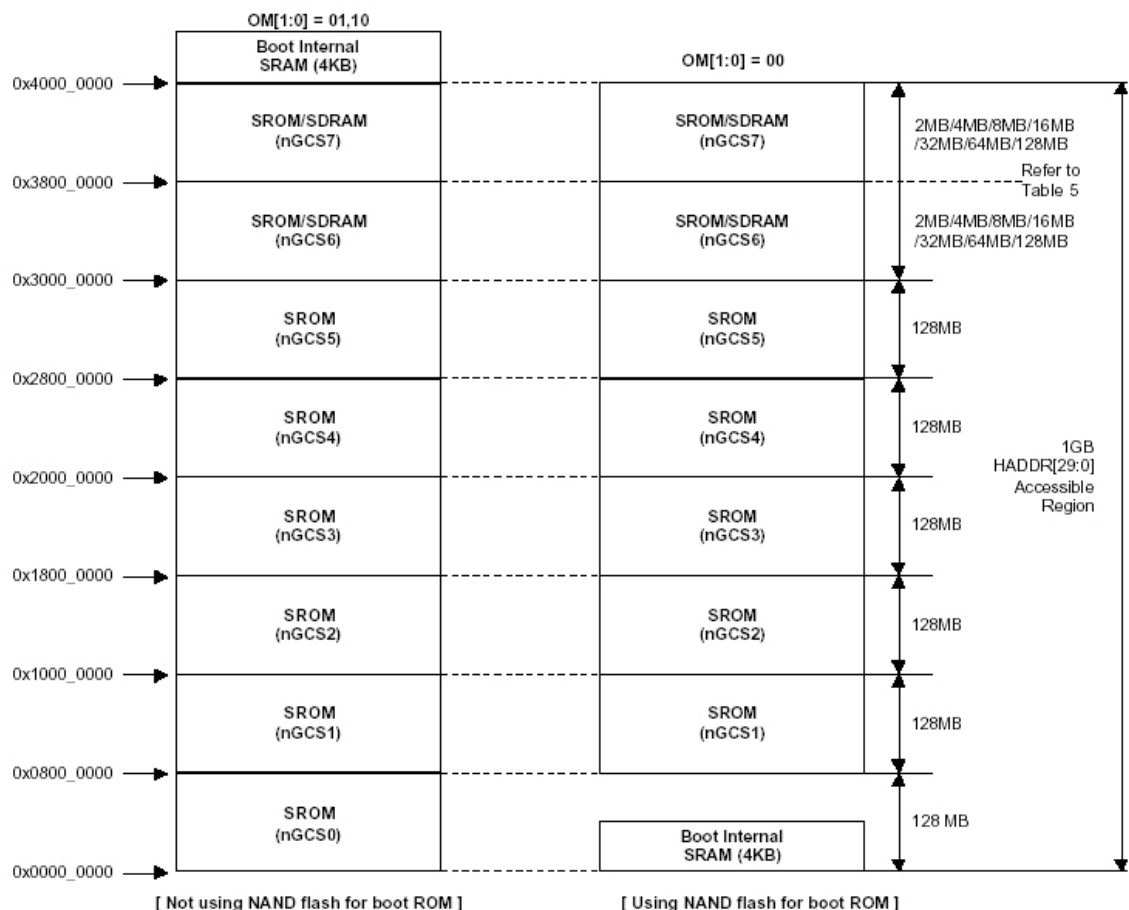 OM[1:0] = 01,10
Boot Internal
SRAM (4KB)
OM[1:0] = 00
0x4000_0000
SROM/SDRAM
(nGCS7)
SROM/SDRAM
(nGCS7)
2MB/4MB/8MB/16MB
/32MB/64MB/128MB
0x3800_0000
Refer to
Table 5
SROM/SDRAM
(nGCS6)
SROM/SDRAM
(nGCS6)
2MB/4MB/8MB/16MB
/32MB/64MB/128MB
0x3000_0000
SROM
(nGCS5)
SROM
(nGCS5)
128MB
0x2800_0000
SROM
(nGCS4)
SROM
(nGCS4)
128MB
1GB
HADDR[29:0]
Accessible
Region
0x2000_0000
SROM
(nGCS3)
SROM
(nGCS3)
128MB
0x1800_0000
SROM
(nGCS2)
SROM
(nGCS2)
128MB
0x1000_0000
SROM
(nGCS1)
SROM
(nGCS1)
128MB
0x0800_0000
SROM
(nGCS0)
Boot Internal
SRAM (4KB)
128 MB
0x0000_0000
[ Not using NAND flash for boot ROM ]
[ Using NAND flash for boot ROM ]